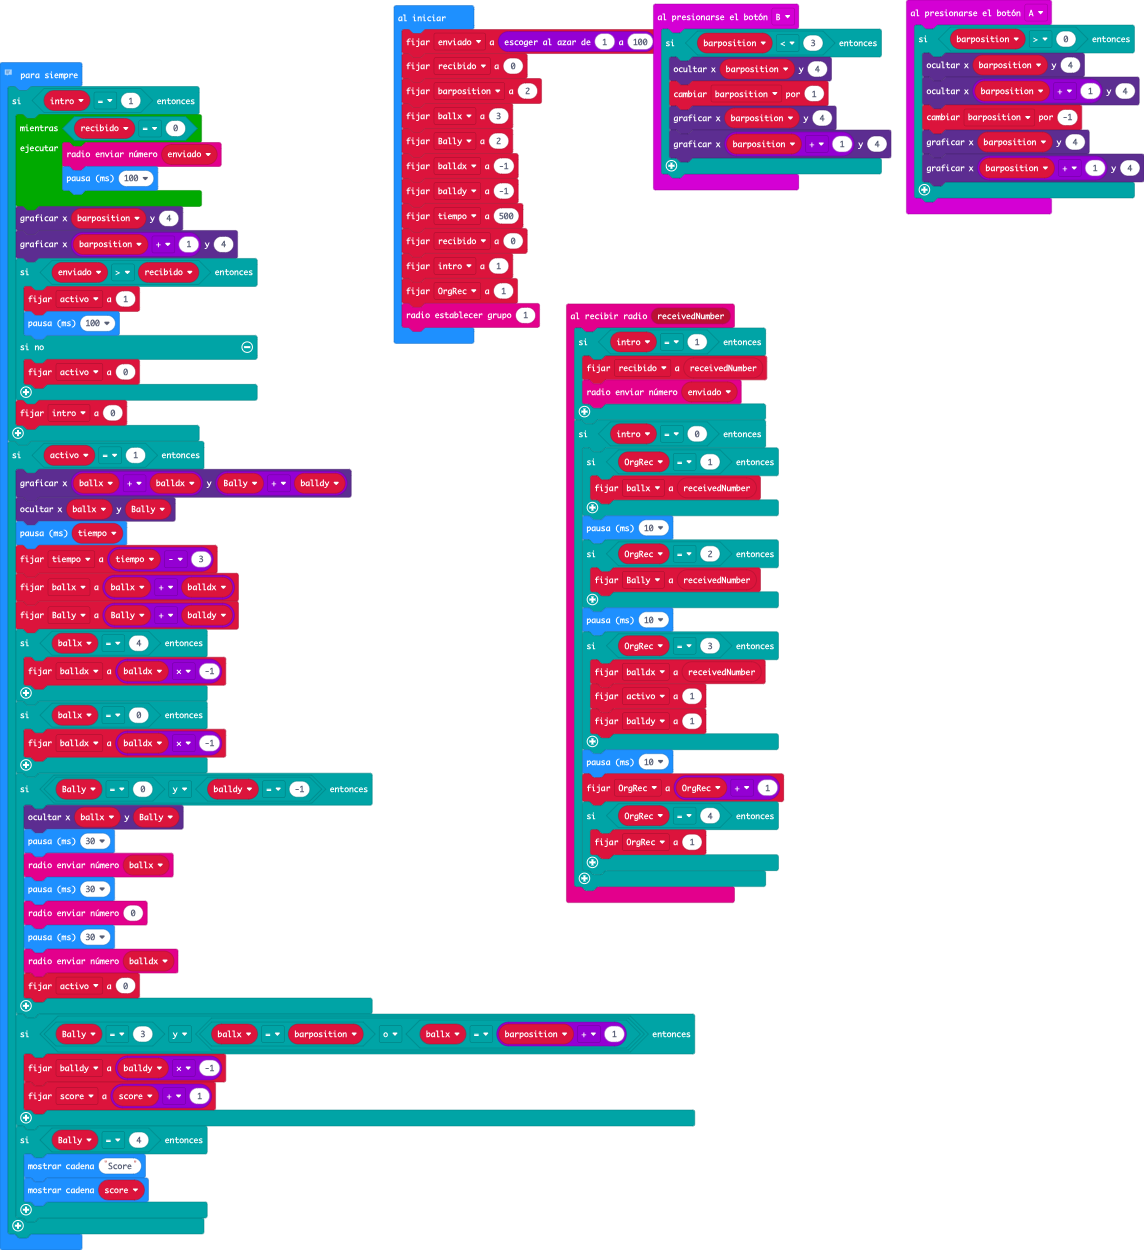 para siempre
si intro = 1 entonces
mientras recibido = 0
ejecutar radio enviar número enviado
pausa (ms) 100
graficar x barposition y 4
graficar x barposition + 1 y 4
si enviado > recibido entonces
fijar activo a 1
pausa (ms) 100
si no
fijar activo a 0
fijar intro a 0
si activo = 1 entonces
graficar x ballx + balldx y Bally + balldy
ocultar x ballx y Bally
pausa (ms) tiempo
fijar tiempo a tiempo - 3
fijar ballx a ballx + balldx
fijar Bally a Bally + balldy
si ballx = 4 entonces
fijar balldx a balldx x -1
si ballx = 0 entonces
fijar balldx a balldx x -1
si Bally = 0 y balldy = -1 entonces
ocultar x ballx y Bally
pausa (ms) 30
radio enviar número ballx
pausa (ms) 30
radio enviar número 0
pausa (ms) 30
radio enviar número balldx
fijar activo a 0
si Bally = 3 y ballx = barposition o ballx = barposition + 1 entonces
fijar balldy a balldy x -1
fijar score a score + 1
si Bally = 4 entonces
mostrar cadena "Score"
mostrar cadena score
al iniciar
fijar enviado a escoger al azar de 1 a 100
fijar recibido a 0
fijar barposition a 2
fijar ballx a 3
fijar Bally a 2
fijar balldx a -1
fijar balldy a -1
fijar tiempo a 500
fijar recibido a 0
fijar intro a 1
fijar OrgRec a 1
radio establecer grupo 1
al presionarse el botón B
si barposition < 3 entonces
ocultar x barposition y 4
cambiar barposition por 1
graficar x barposition y 4
graficar x barposition + 1 y 4
al presionarse el botón A
si barposition > 0 entonces
ocultar x barposition y 4
ocultar x barposition + 1 y 4
cambiar barposition por -1
graficar x barposition y 4
graficar x barposition + 1 y 4
al recibir radio receivedNumber
si intro = 1 entonces
fijar recibido a receivedNumber
radio enviar número enviado
si intro = 0 entonces
si OrgRec = 1 entonces
fijar ballx a receivedNumber
pausa (ms) 10
si OrgRec = 2 entonces
fijar Bally a receivedNumber
pausa (ms) 10
si OrgRec = 3 entonces
fijar balldx a receivedNumber
fijar activo a 1
fijar balldy a 1
pausa (ms) 10
fijar OrgRec a OrgRec + 1
si OrgRec = 4 entonces
fijar OrgRec a 1